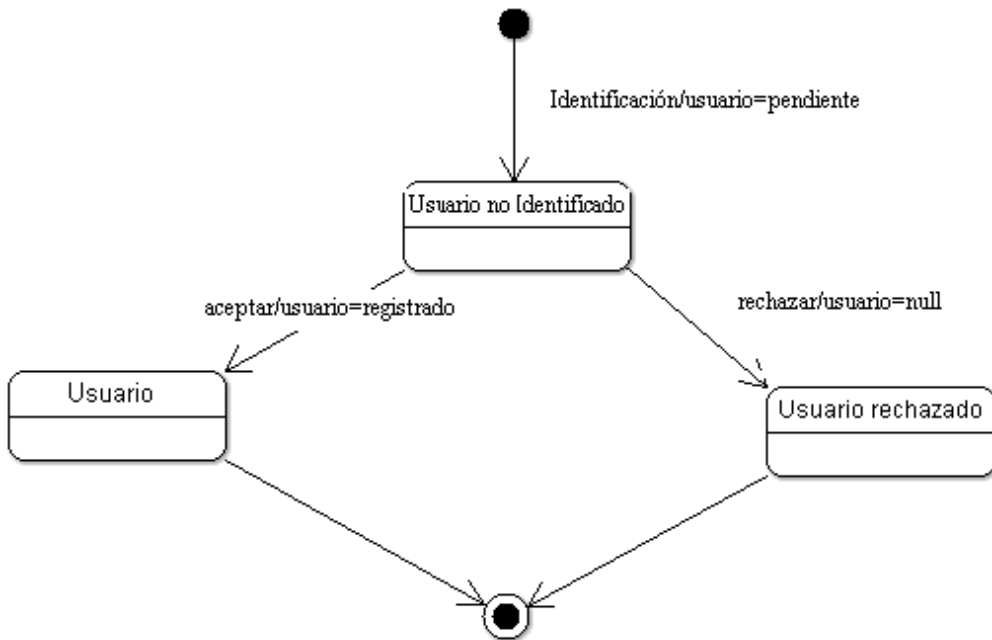 Identificación/usuario=pendiente
Usuario no Identificado
aceptar/usuario=registrado
rechazar/usuario=null
Usuario
Usuario rechazado